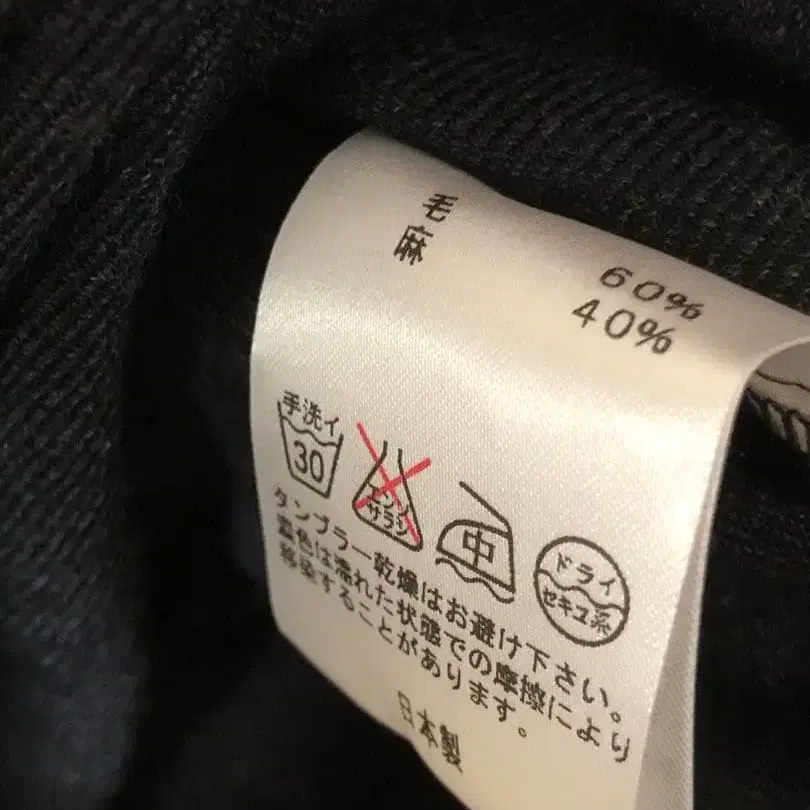 毛 60%
麻 40%
手洗イ
30
エンソ
サラシ
中
ドライ
セキユ系
タンブラー乾燥はお避け下さい。
濃色は濡れた状態での摩擦により
移染することがあります。
日本製